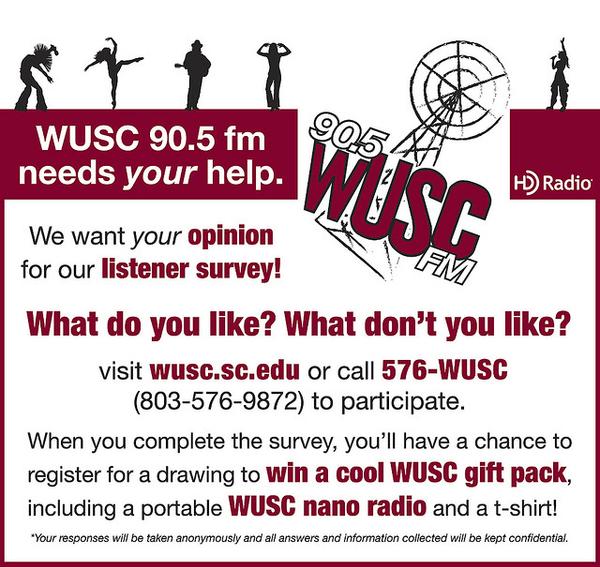 WUSC 90.5 fm
needs your help.
90.5
WUSC
FM
HD Radio
We want your opinion
for our listener survey!
What do you like? What don't you like?
visit wusc.sc.edu or call 576-WUSC
(803-576-9872) to participate.
When you complete the survey, you'll have a chance to
register for a drawing to win a cool WUSC gift pack,
including a portable WUSC nano radio and a t-shirt!
*Your responses will be taken anonymously and all answers and information collected will be kept confidential.